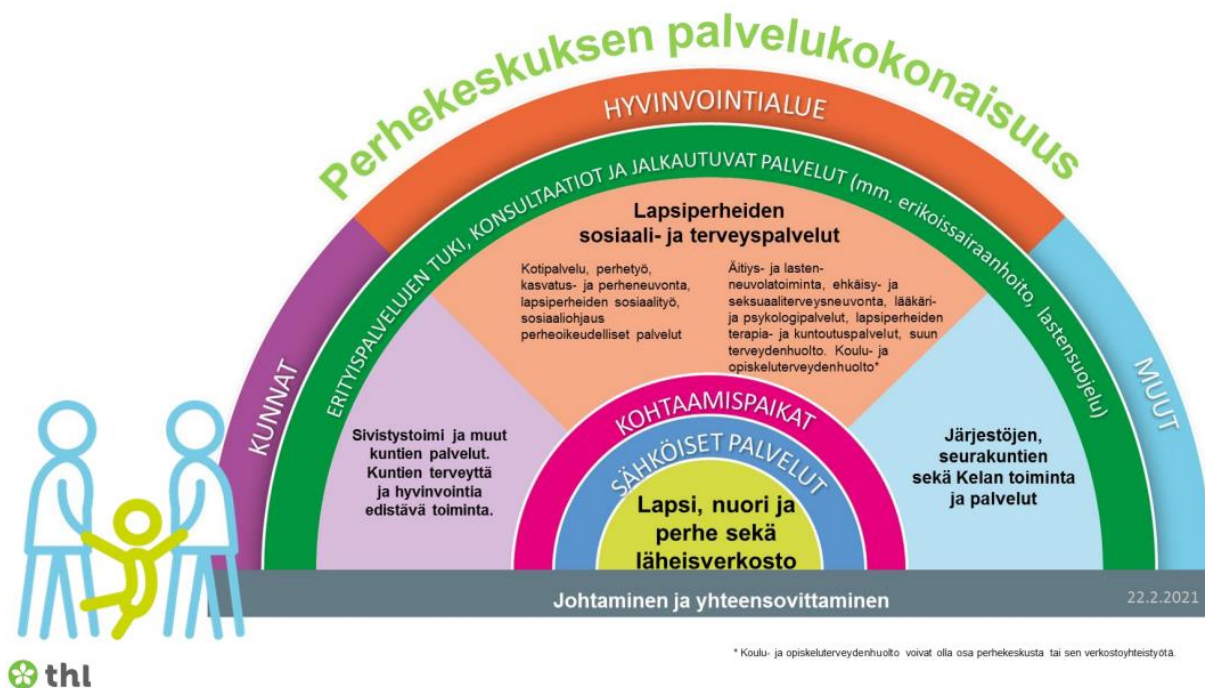 Perhekeskuksen palvelukokonaisuus
HYVINVOINTIALUE
KUNNAT
MUUT
ERITYISPALVELUJEN TUKI, KONSULTAATIOT JA JALKAUTUVAT PALVELUT (mm. erikoissairaanhoito, lastensuojelu)
Lapsiperheiden
sosiaali- ja terveyspalvelut
Kotipalvelu, perhetyö,
kasvatus- ja perheneuvonta,
lapsiperheiden sosiaalityö,
sosiaaliohjaus
perheoikeudelliset palvelut
Äitiys- ja lasten-
neuvolatoiminta, ehkäisy- ja
seksuaaliterveysneuvonta, lääkäri-
ja psykologipalvelut, lapsiperheiden
terapia- ja kuntoutuspalvelut, suun
terveydenhuolto. Koulu- ja
opiskeluterveydenhuolto*
Sivistystoimi ja muut
kuntien palvelut.
Kuntien terveyttä
ja hyvinvointia
edistävä toiminta.
Järjestöjen,
seurakuntien
sekä Kelan toiminta
ja palvelut
KOHTAAMISPAIKAT
SÄHKÖISET PALVELUT
Lapsi, nuori ja
perhe sekä
läheisverkosto
Johtaminen ja yhteensovittaminen
22.2.2021
* Koulu- ja opiskeluterveydenhuolto voivat olla osa perhekeskusta tai sen verkostoyhteistyötä.
thl